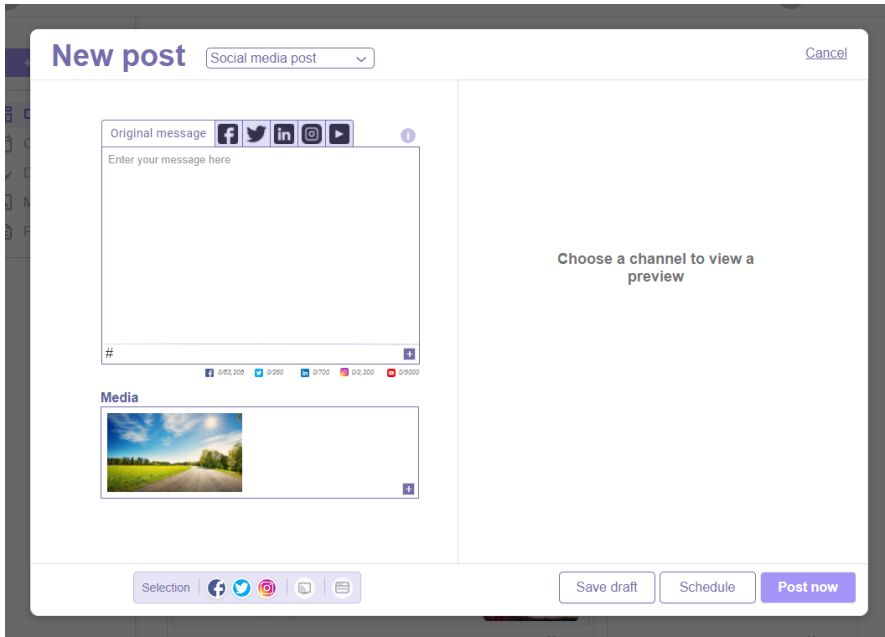 New post
Social media post
Cancel
Original message
Enter your message here
#
0/63,206 0/280 0/700 0/2,200 0/5000
Media
Choose a channel to view a
preview
Selection
Save draft
Schedule
Post now